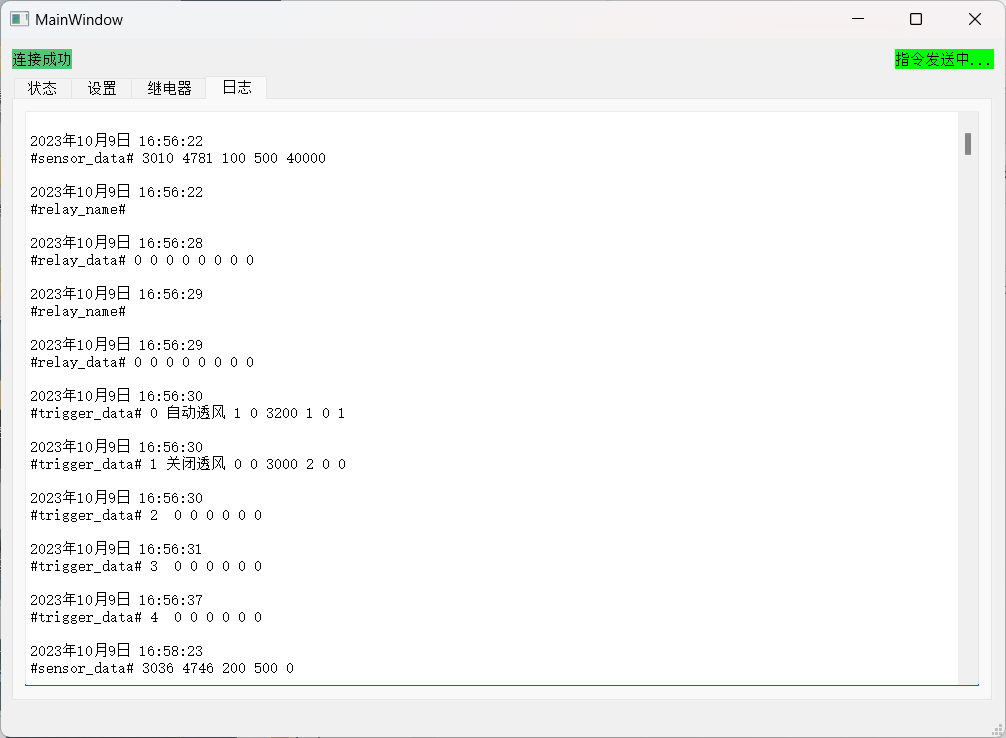 MainWindow
连接成功
指令发送中...
状态
设置
继电器
日志
2023年10月9日 16:56:22
#sensor_data# 3010 4781 100 500 40000
2023年10月9日 16:56:22
#relay_name#
2023年10月9日 16:56:28
#relay_data# 0 0 0 0 0 0 0 0
2023年10月9日 16:56:29
#relay_name#
2023年10月9日 16:56:29
#relay_data# 0 0 0 0 0 0 0 0
2023年10月9日 16:56:30
#trigger_data# 0 自动透风 1 0 3200 1 0 1
2023年10月9日 16:56:30
#trigger_data# 1 关闭透风 0 0 3000 2 0 0
2023年10月9日 16:56:30
#trigger_data# 2  0 0 0 0 0 0
2023年10月9日 16:56:31
#trigger_data# 3  0 0 0 0 0 0
2023年10月9日 16:56:37
#trigger_data# 4  0 0 0 0 0 0
2023年10月9日 16:58:23
#sensor_data# 3036 4746 200 500 0